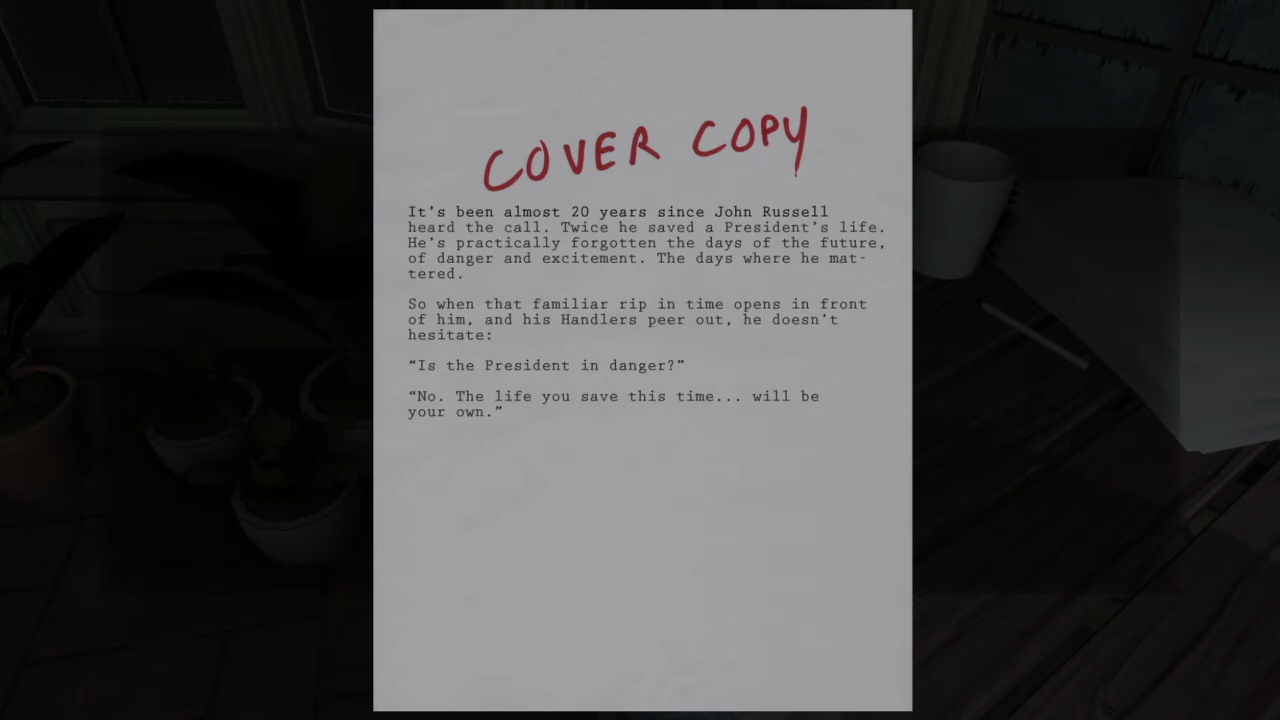 COVER COPY
It's been almost 20 years since John Russell
heard the call. Twice he saved a President's life.
He's practically forgotten the days of the future,
of danger and excitement. The days where he mat-
tered.
So when that familiar rip in time opens in front
of him, and his Handlers peer out, he doesn't
hesitate:
“Is the President in danger?”
“No. The life you save this time... will be
your own.”